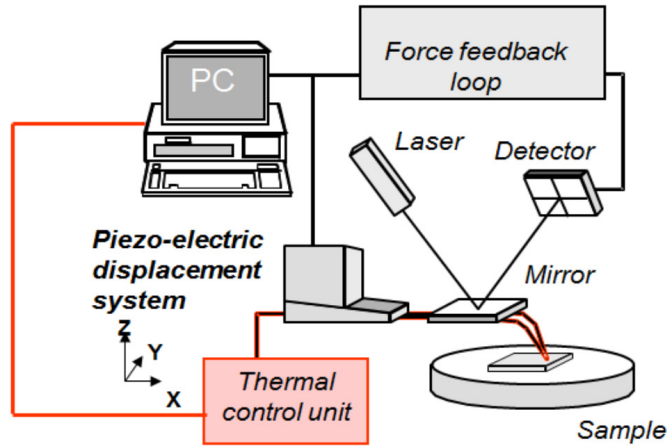 PC
Force feedback
loop
Laser
Detector
Piezo-electric
displacement
system
Mirror
Z
Y
X
Thermal
control unit
Sample